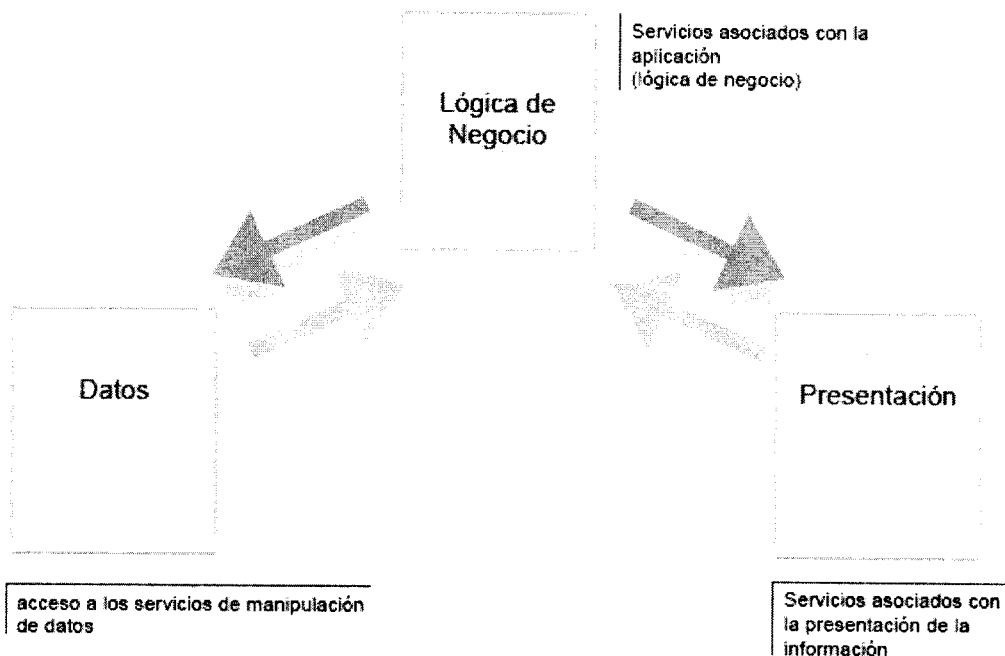 Servicios asociados con la
aplicación
(lógica de negocio)
Lógica de
Negocio
Datos
Presentación
acceso a los servicios de manipulación
de datos
Servicios asociados con
la presentación de la
información